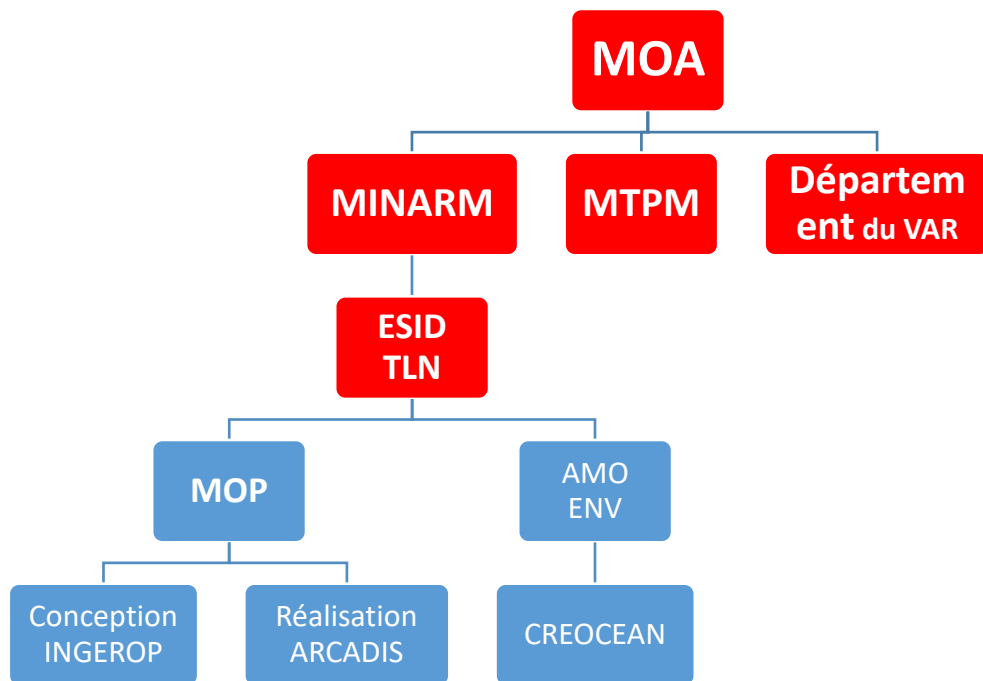 MOA
MINARM
MTPM
Départem
ent du VAR
ESID
TLN
MOP
AMO
ENV
Conception
INGEROP
Réalisation
ARCADIS
CREOCEAN